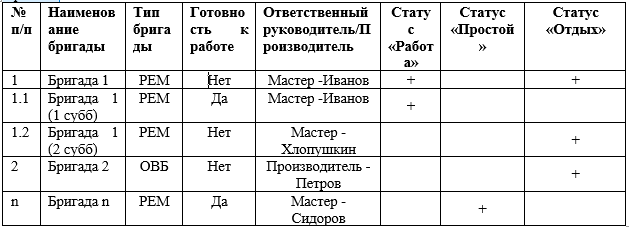 № Наименов Тип Готовно Ответственный Стату Статус Статус
п/п ание брига сть к руководитель/П с «Простой «Отдых»
бригады ды работе роизводитель «Работ »
а»
1 Бригада 1 РЕМ Нет Мастер -Иванов + +
1.1 Бригада 1 РЕМ Да Мастер -Иванов +
(1 субб)
1.2 Бригада 1 РЕМ Нет Мастер - +
(2 субб) Хлопушкин
2 Бригада 2 ОВБ Нет Производитель - +
Петров
n Бригада n РЕМ Да Мастер - +
Сидоров